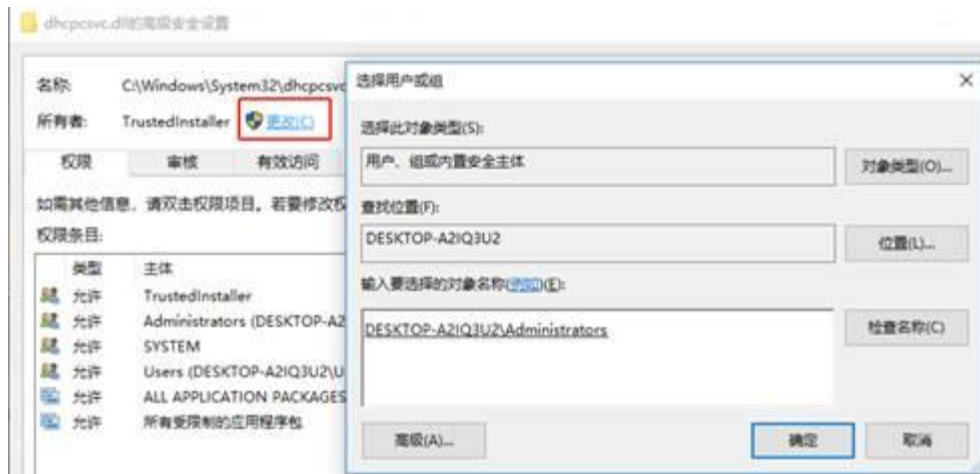 dhcpcsvc.dll的高级安全设置
名称: C:\Windows\System32\dhcpcsvc
所有者: TrustedInstaller 更改(C)
权限 审核 有效访问
如需其他信息，请双击权限项目。若要修改权
权限条目:
类型 主体
允许 TrustedInstaller
允许 Administrators (DESKTOP-A2
允许 SYSTEM
允许 Users (DESKTOP-A2IQ3U2\U
允许 ALL APPLICATION PACKAGES
允许 所有受限制的应用程序包
选择用户或组
选择此对象类型(S):
用户、组或内置安全主体 对象类型(O)...
查找位置(F):
DESKTOP-A2IQ3U2 位置(L)...
输入要选择的对象名称(例如)(E):
DESKTOP-A2IQ3U2\Administrators 检查名称(C)
高级(A)... 确定 取消